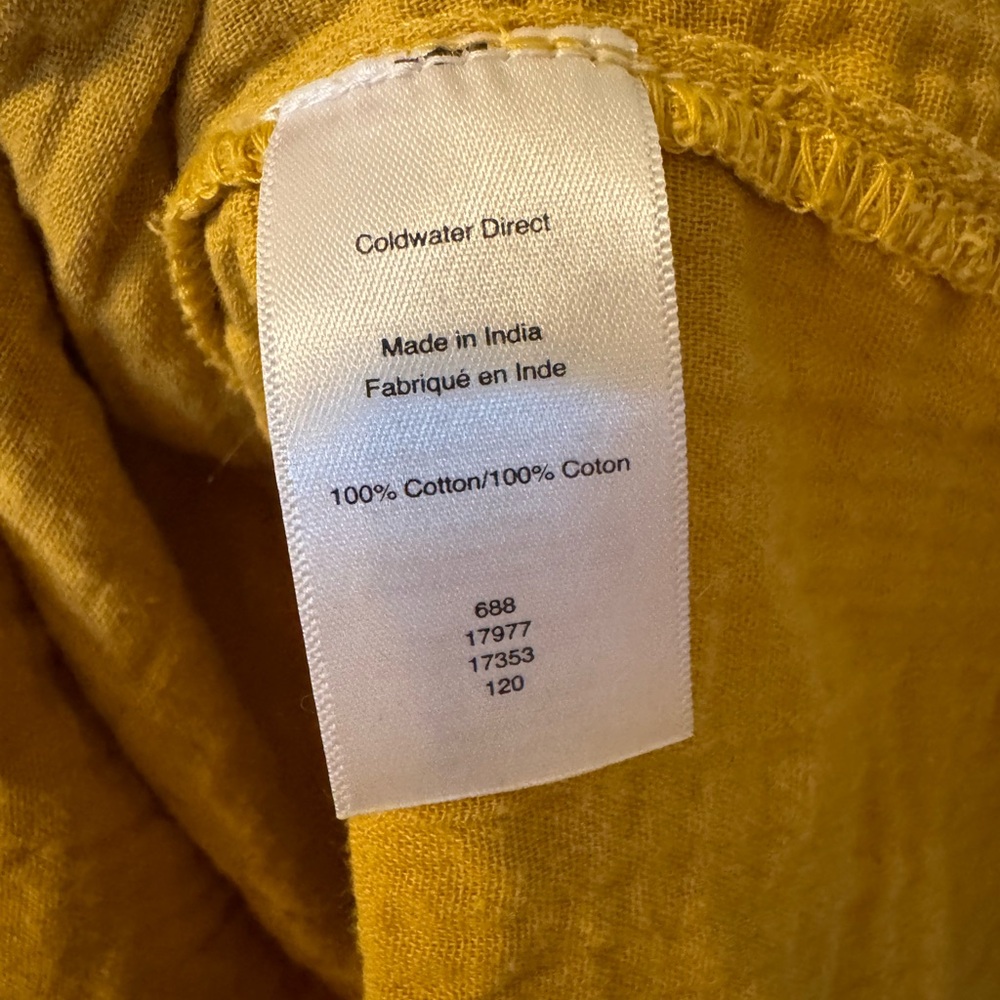 Coldwater Direct
Made in India
Fabriqué en Inde
100% Cotton/100% Coton
688
17977
17353
120